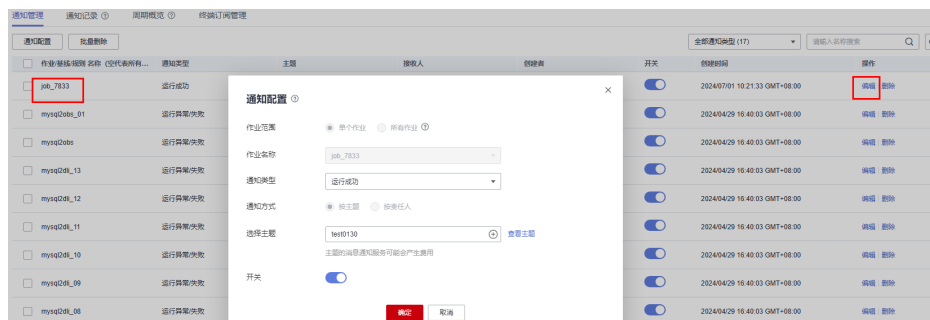 通知管理 通知记录 周期概览 终端订阅管理
通知配置 批量删除 全部通知类型 (17) 请输入名称搜索
作业/基线/规则 名称（空代表所有... 通知类型 主题 接收人 创建者 开关 创建时间 操作
job_7833 运行成功 2024/07/01 10:21:33 GMT+08:00 编辑 删除
mysql2obs_01 运行异常/失败 2024/04/29 16:40:03 GMT+08:00 编辑 删除
mysql2obs 运行异常/失败 2024/04/29 16:40:03 GMT+08:00 编辑 删除
mysql2dli_13 运行异常/失败 2024/04/29 16:40:03 GMT+08:00 编辑 删除
mysql2dli_12 运行异常/失败 2024/04/29 16:40:03 GMT+08:00 编辑 删除
mysql2dli_11 运行异常/失败 2024/04/29 16:40:03 GMT+08:00 编辑 删除
mysql2dli_10 运行异常/失败 2024/04/29 16:40:03 GMT+08:00 编辑 删除
mysql2dli_09 运行异常/失败 2024/04/29 16:40:03 GMT+08:00 编辑 删除
mysql2dli_08 运行异常/失败 2024/04/29 16:40:03 GMT+08:00 编辑 删除
通知配置
作业范围 单个作业 所有作业
作业名称 job_7833
通知类型 运行成功
通知方式 按主题 按责任人
选择主题 test0130 查看主题
主题的消息通知服务可能会产生费用
开关
确定 取消